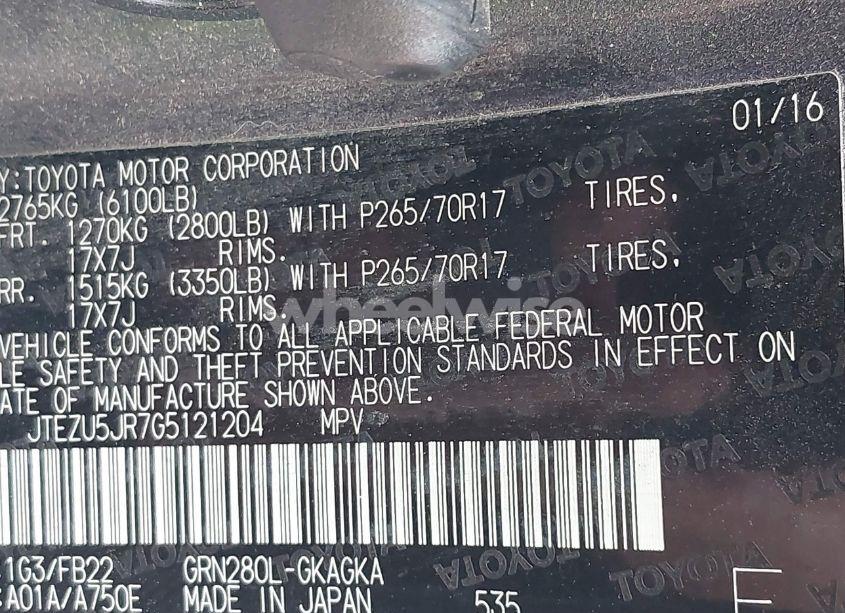 01/16
Y:TOYOTA MOTOR CORPORATION
2765KG (6100LB)
FRT. 1270KG (2800LB) WITH P265/70R17 TIRES,
17X7J RIMS.
RR. 1515KG (3350LB) WITH P265/70R17 TIRES,
17X7J RIMS.
wheelwise
VEHICLE CONFORMS TO ALL APPLICABLE FEDERAL MOTOR
LE SAFETY AND THEFT PREVENTION STANDARDS IN EFFECT ON
ATE OF MANUFACTURE SHOWN ABOVE.
JTEZU5JR7G5121204 MPV
1G3/FB22 GRN280L-GKAGKA
A01A/A750E MADE IN JAPAN 535 E
TOYOTA